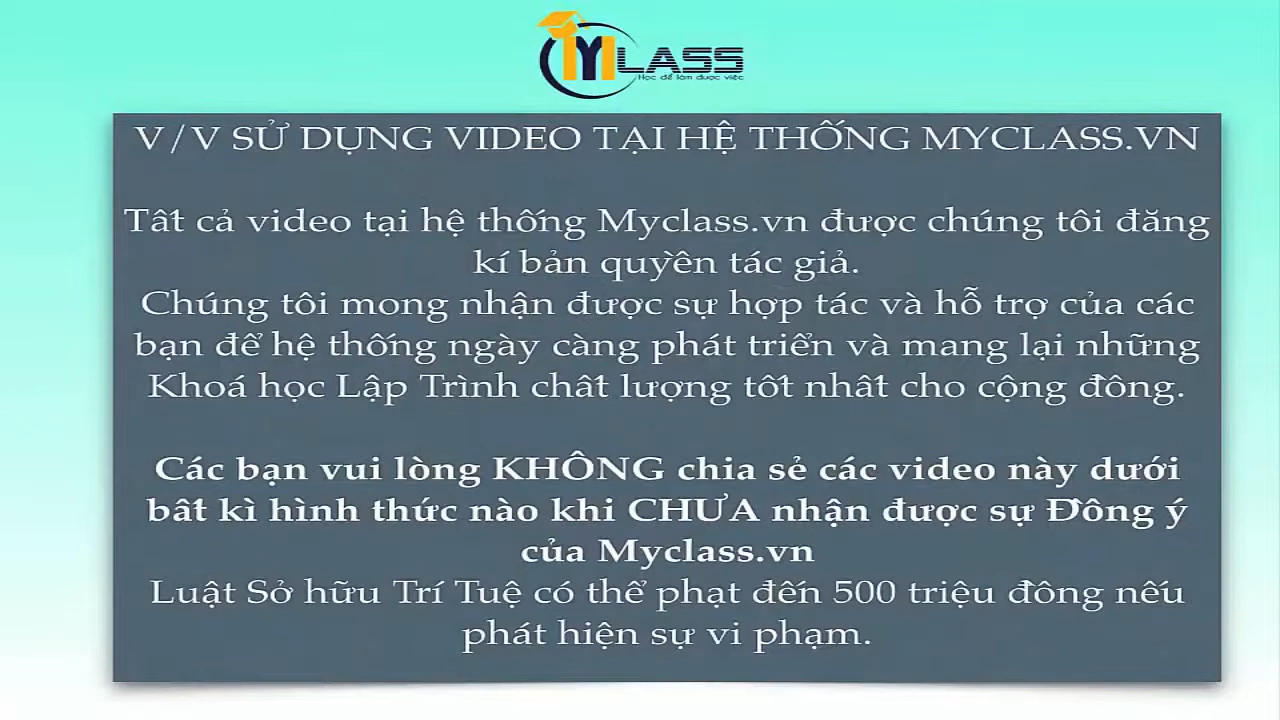 MYCLASS
Học để làm được việc
V/V SỬ DỤNG VIDEO TẠI HỆ THỐNG MYCLASS.VN
Tất cả video tại hệ thống Myclass.vn được chúng tôi đăng
kí bản quyền tác giả.
Chúng tôi mong nhận được sự hợp tác và hỗ trợ của các
bạn để hệ thống ngày càng phát triển và mang lại những
Khoá học Lập Trình chất lượng tốt nhất cho cộng đồng.
Các bạn vui lòng KHÔNG chia sẻ các video này dưới
bất kì hình thức nào khi CHƯA nhận được sự Đồng ý
của Myclass.vn
Luật Sở hữu Trí Tuệ có thể phạt đến 500 triệu đồng nếu
phát hiện sự vi phạm.